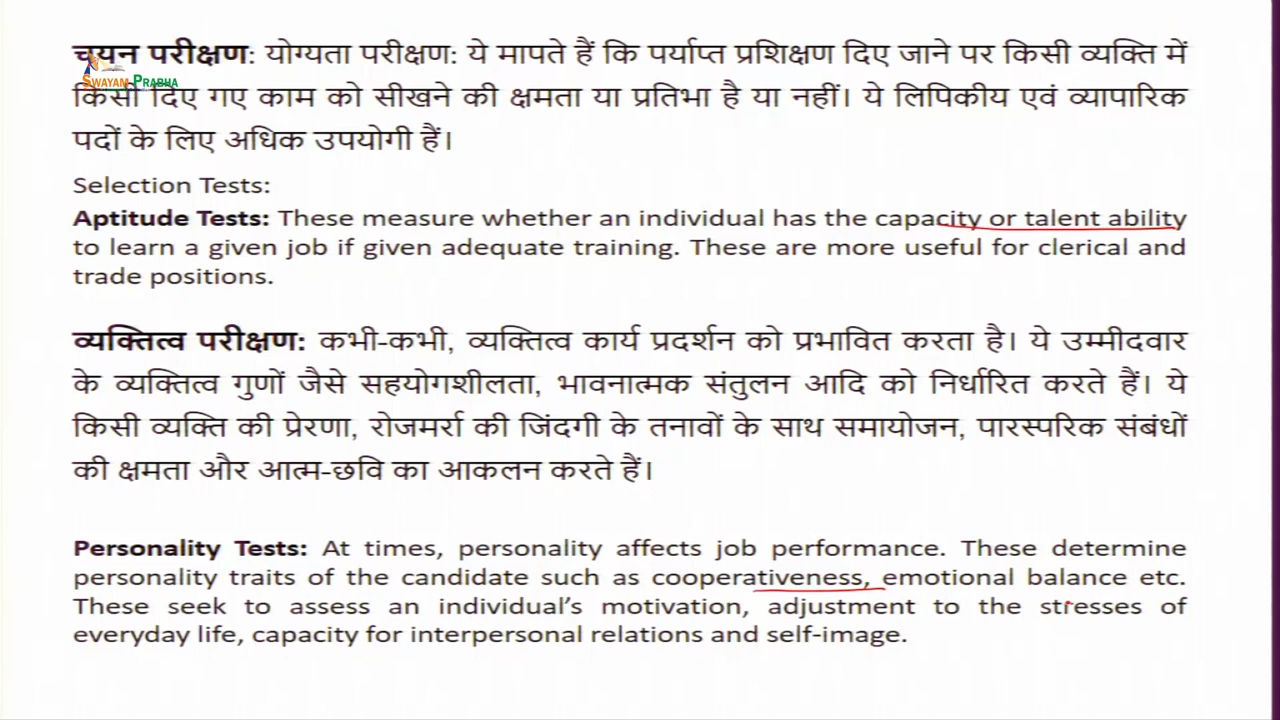 चयन परीक्षण: योग्यता परीक्षण: ये मापते हैं कि पर्याप्त प्रशिक्षण दिए जाने पर किसी व्यक्ति में
SWAYAM PRABHA
किसी दिए गए काम को सीखने की क्षमता या प्रतिभा है या नहीं। ये लिपिकीय एवं व्यापारिक
पदों के लिए अधिक उपयोगी हैं।
Selection Tests:
Aptitude Tests: These measure whether an individual has the capacity or talent ability
to learn a given job if given adequate training. These are more useful for clerical and
trade positions.
व्यक्तित्व परीक्षण: कभी-कभी, व्यक्तित्व कार्य प्रदर्शन को प्रभावित करता है। ये उम्मीदवार
के व्यक्तित्व गुणों जैसे सहयोगशीलता, भावनात्मक संतुलन आदि को निर्धारित करते हैं। ये
किसी व्यक्ति की प्रेरणा, रोजमर्रा की जिंदगी के तनावों के साथ समायोजन, पारस्परिक संबंधों
की क्षमता और आत्म-छवि का आकलन करते हैं।
Personality Tests: At times, personality affects job performance. These determine
personality traits of the candidate such as cooperativeness, emotional balance etc.
These seek to assess an individual’s motivation, adjustment to the stresses of
everyday life, capacity for interpersonal relations and self-image.